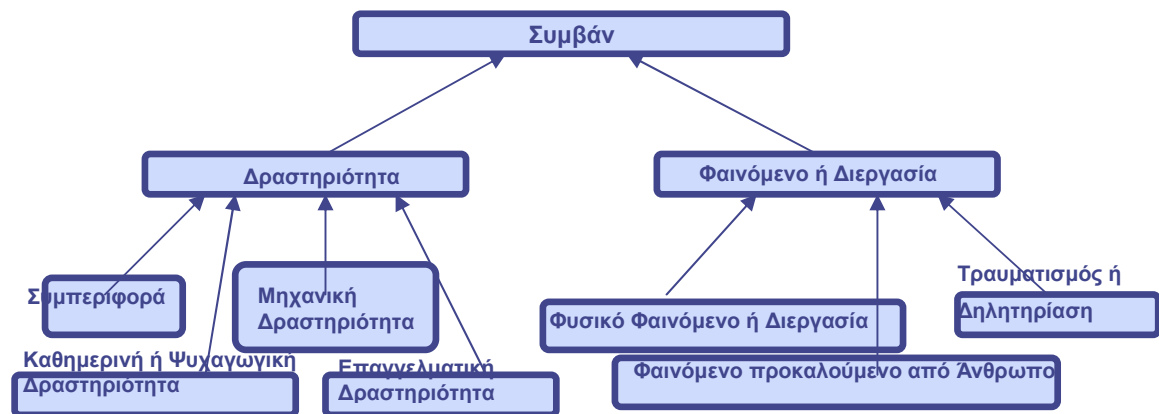 Συμβάν
Δραστηριότητα
Φαινόμενο ή Διεργασία
Συμπεριφορά
Μηχανική
Δραστηριότητα
Τραυματισμός ή
Δηλητηρίαση
Φυσικό Φαινόμενο ή Διεργασία
Καθημερινή ή Ψυχαγωγική
Δραστηριότητα
Επαγγελματική
Δραστηριότητα
Φαινόμενο προκαλούμενο από Άνθρωπο